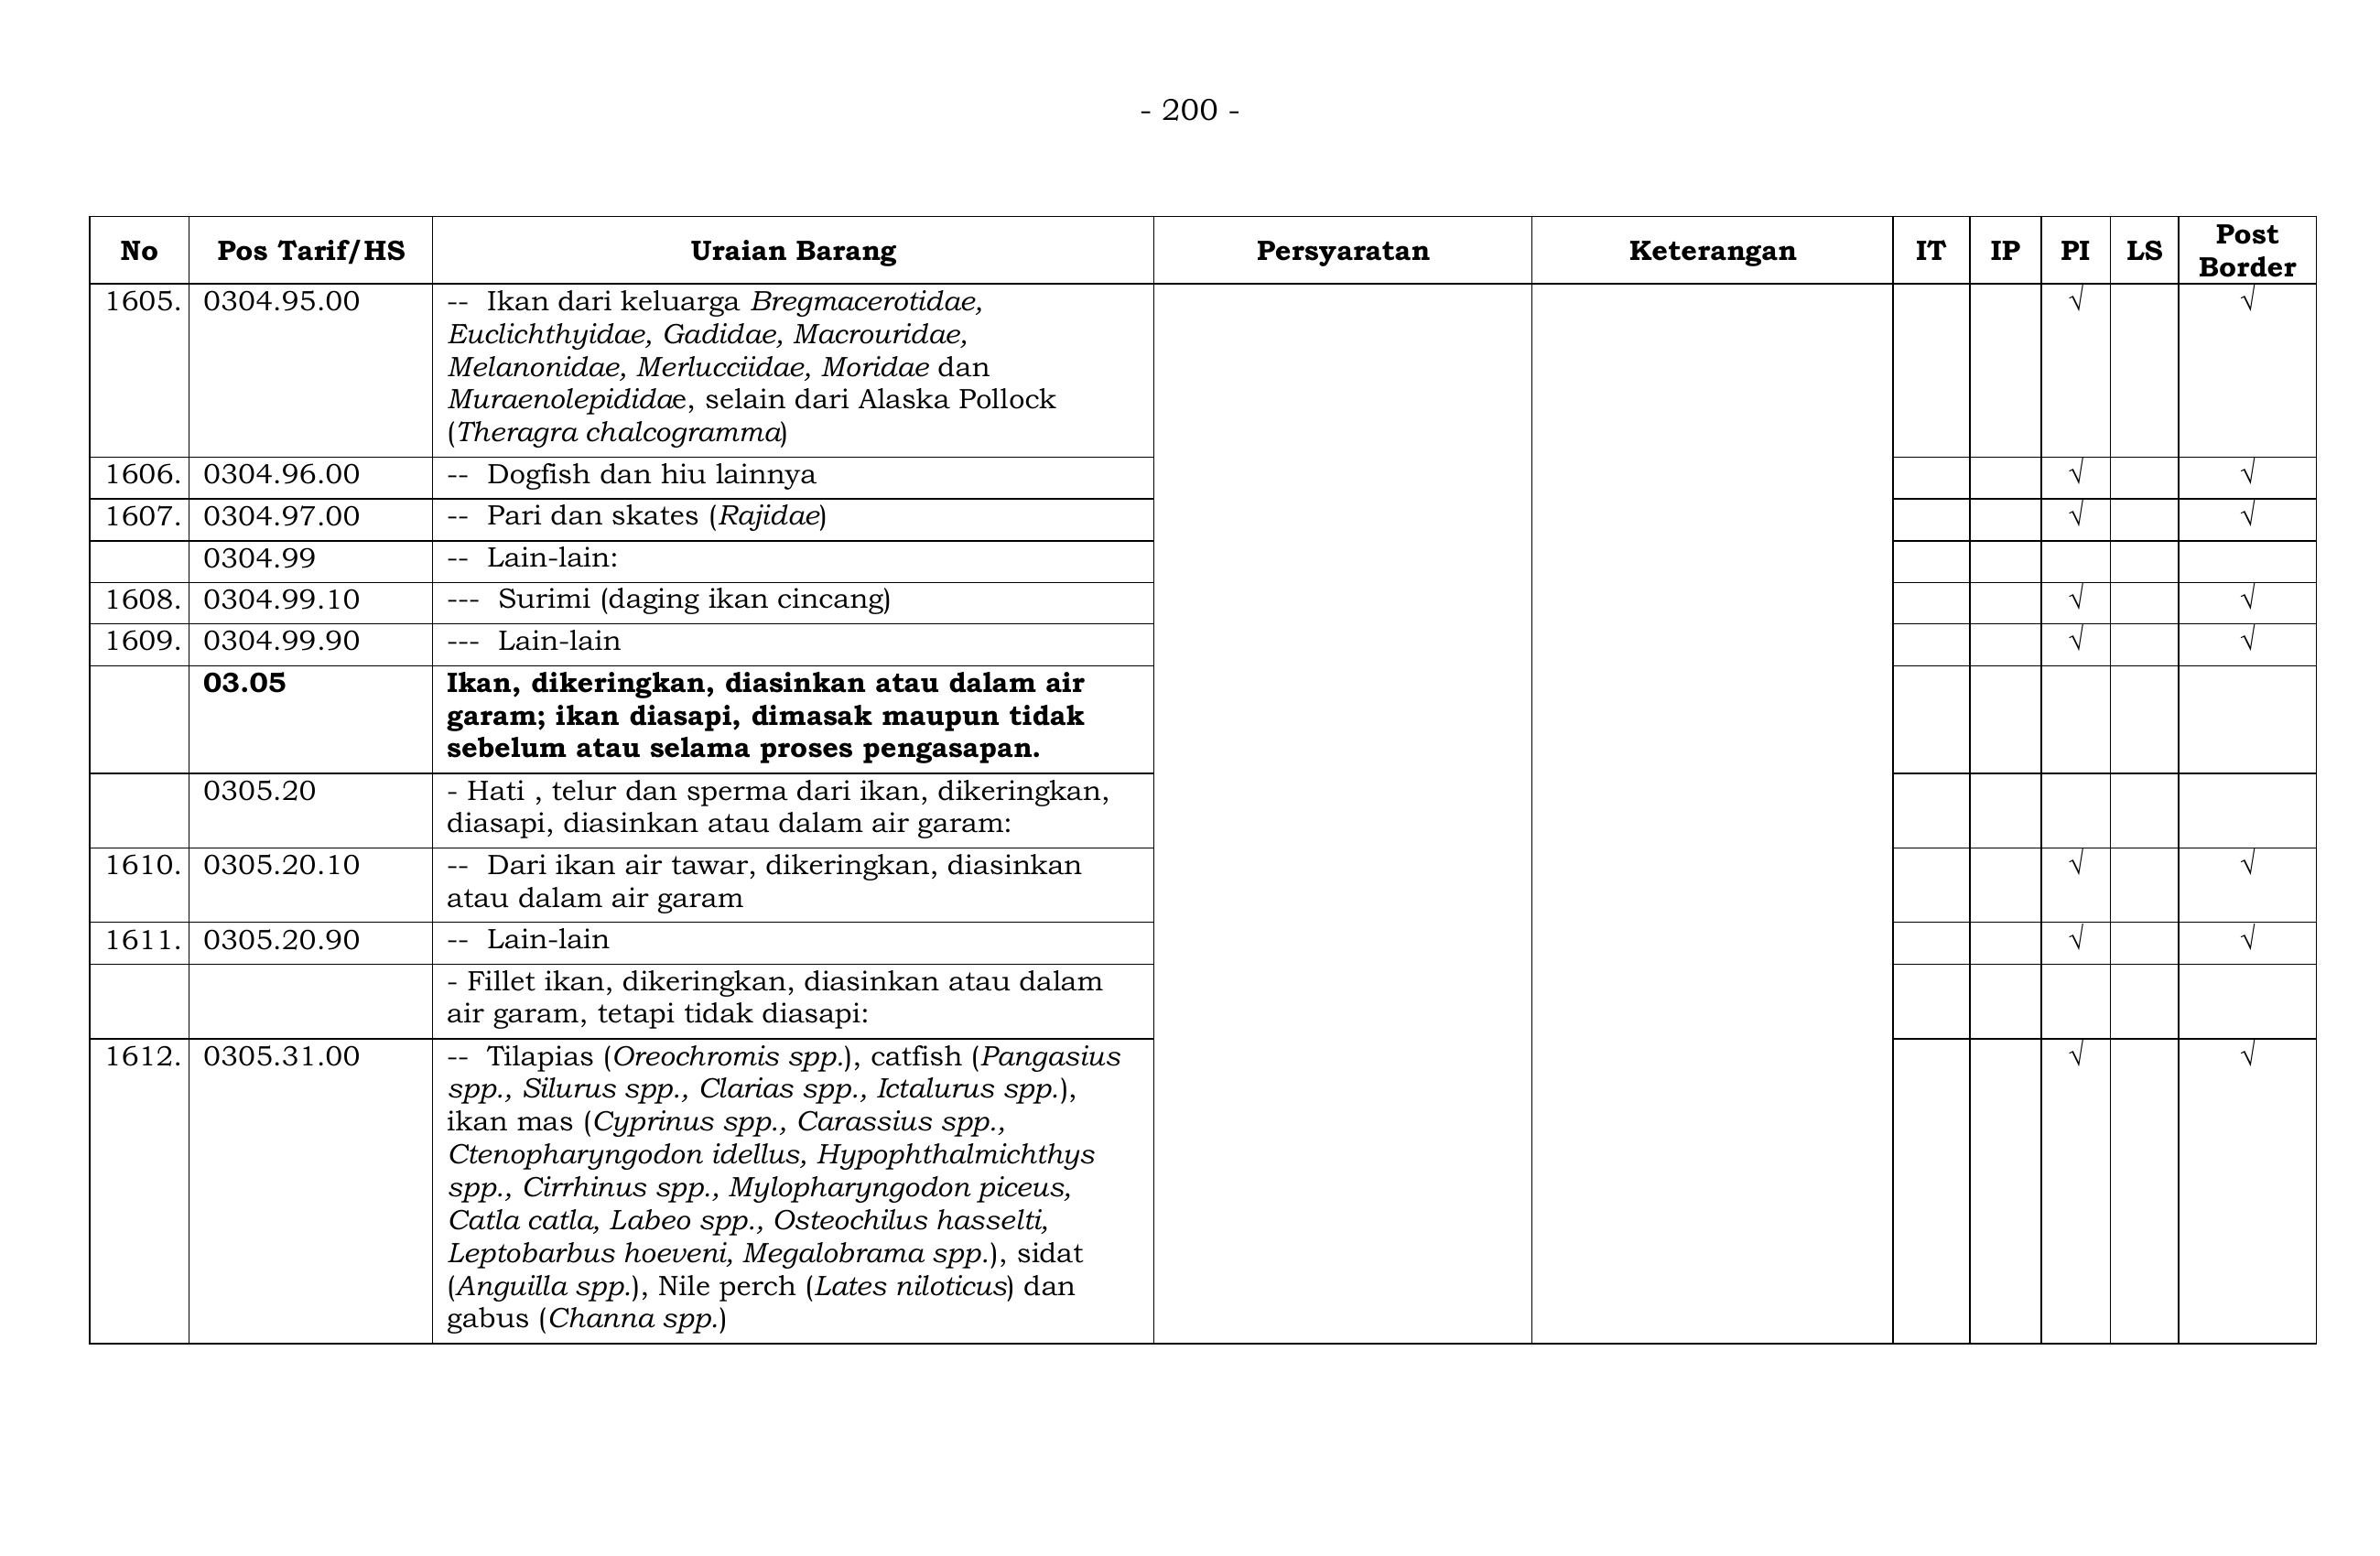 - 200 -
No Pos Tarif/HS Uraian Barang Persyaratan Keterangan IT IP PI LS Post Border
1605. 0304.95.00 -- Ikan dari keluarga Bregmacerotidae, √ √
Euclichthyidae, Gadidae, Macrouridae,
Melanonidae, Merlucciidae, Moridae dan
Muraenolepididae, selain dari Alaska Pollock
(Theragra chalcogramma)
1606. 0304.96.00 -- Dogfish dan hiu lainnya √ √
1607. 0304.97.00 -- Pari dan skates (Rajidae) √ √
0304.99 -- Lain-lain:
1608. 0304.99.10 --- Surimi (daging ikan cincang) √ √
1609. 0304.99.90 --- Lain-lain √ √
03.05 Ikan, dikeringkan, diasinkan atau dalam air
garam; ikan diasapi, dimasak maupun tidak
sebelum atau selama proses pengasapan.
0305.20 - Hati , telur dan sperma dari ikan, dikeringkan,
diasapi, diasinkan atau dalam air garam:
1610. 0305.20.10 -- Dari ikan air tawar, dikeringkan, diasinkan √ √
atau dalam air garam
1611. 0305.20.90 -- Lain-lain √ √
- Fillet ikan, dikeringkan, diasinkan atau dalam
air garam, tetapi tidak diasapi:
1612. 0305.31.00 -- Tilapias (Oreochromis spp.), catfish (Pangasius √ √
spp., Silurus spp., Clarias spp., Ictalurus spp.),
ikan mas (Cyprinus spp., Carassius spp.,
Ctenopharyngodon idellus, Hypophthalmichthys
spp., Cirrhinus spp., Mylopharyngodon piceus,
Catla catla, Labeo spp., Osteochilus hasselti,
Leptobarbus hoeveni, Megalobrama spp.), sidat
(Anguilla spp.), Nile perch (Lates niloticus) dan
gabus (Channa spp.)